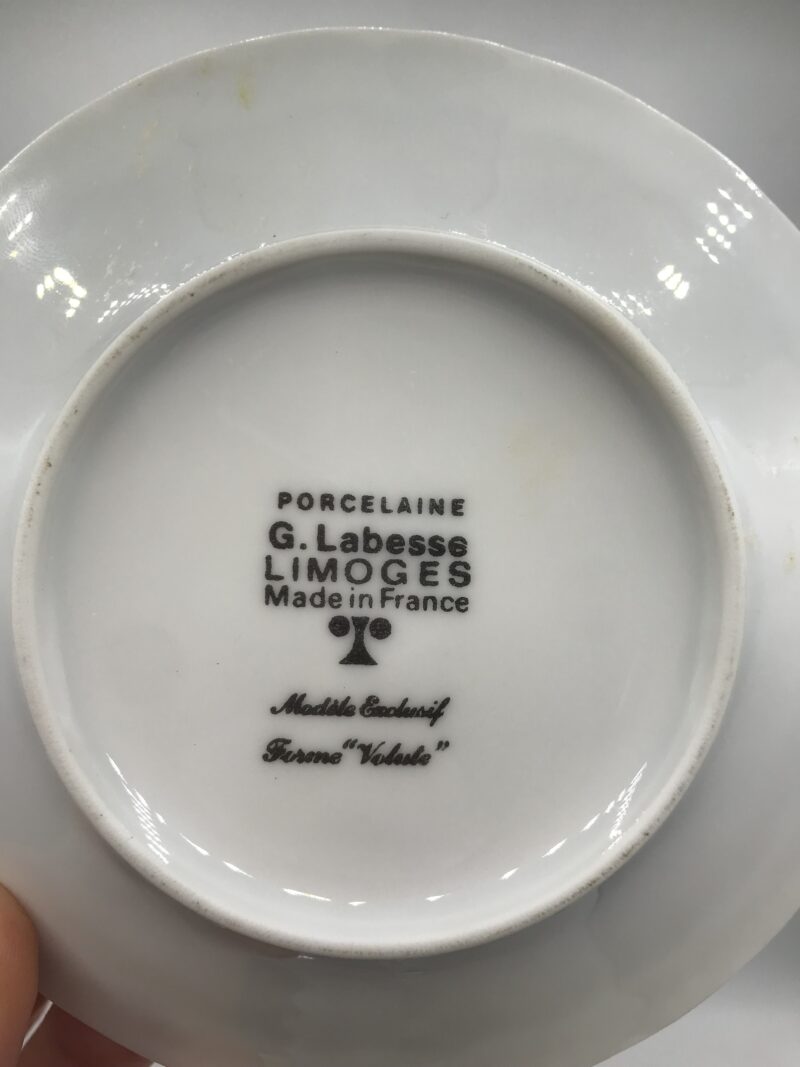 PORCELAINE
G. Labesse
LIMOGES
Made in France
Modèle Exclusif
Forme "Volute"